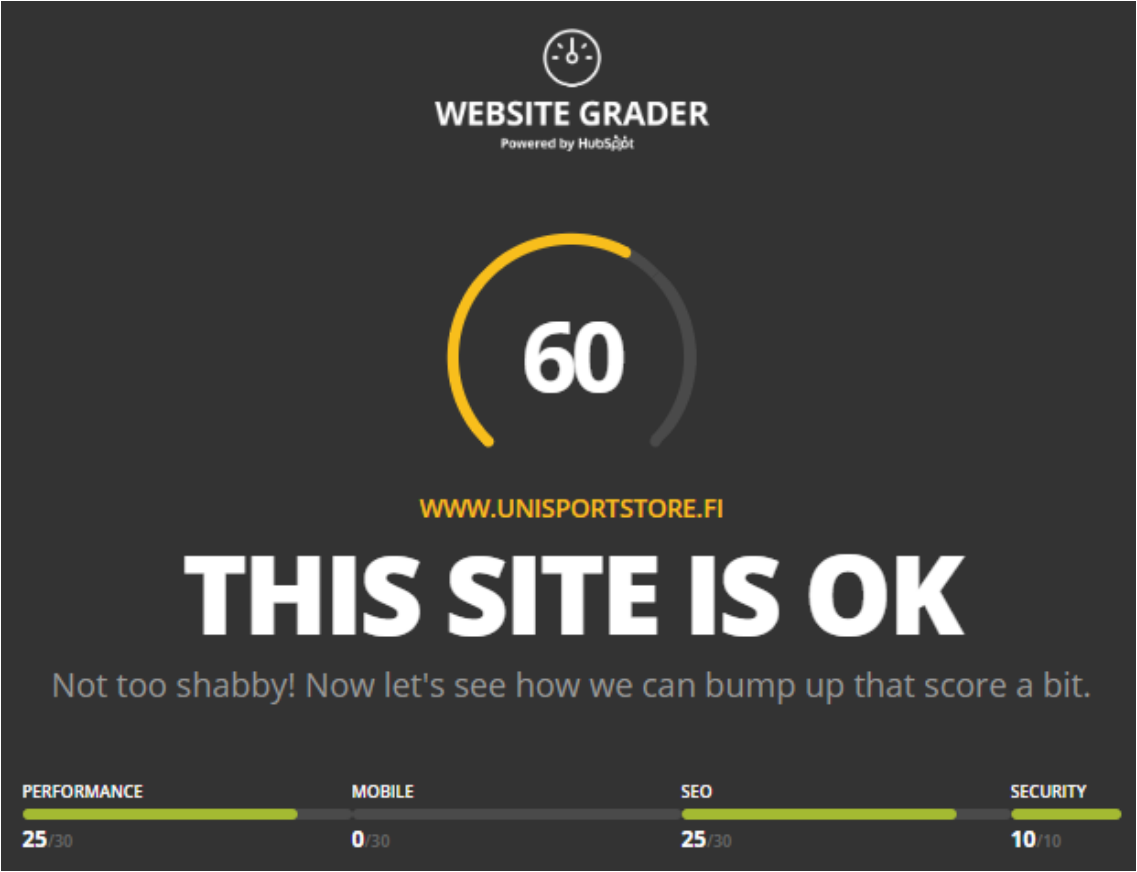 WEBSITE GRADER
Powered by HubSpot
60
WWW.UNISPORTSTORE.FI
THIS SITE IS OK
Not too shabby! Now let's see how we can bump up that score a bit.
PERFORMANCE MOBILE SEO SECURITY
25/30 0/30 25/30 10/10